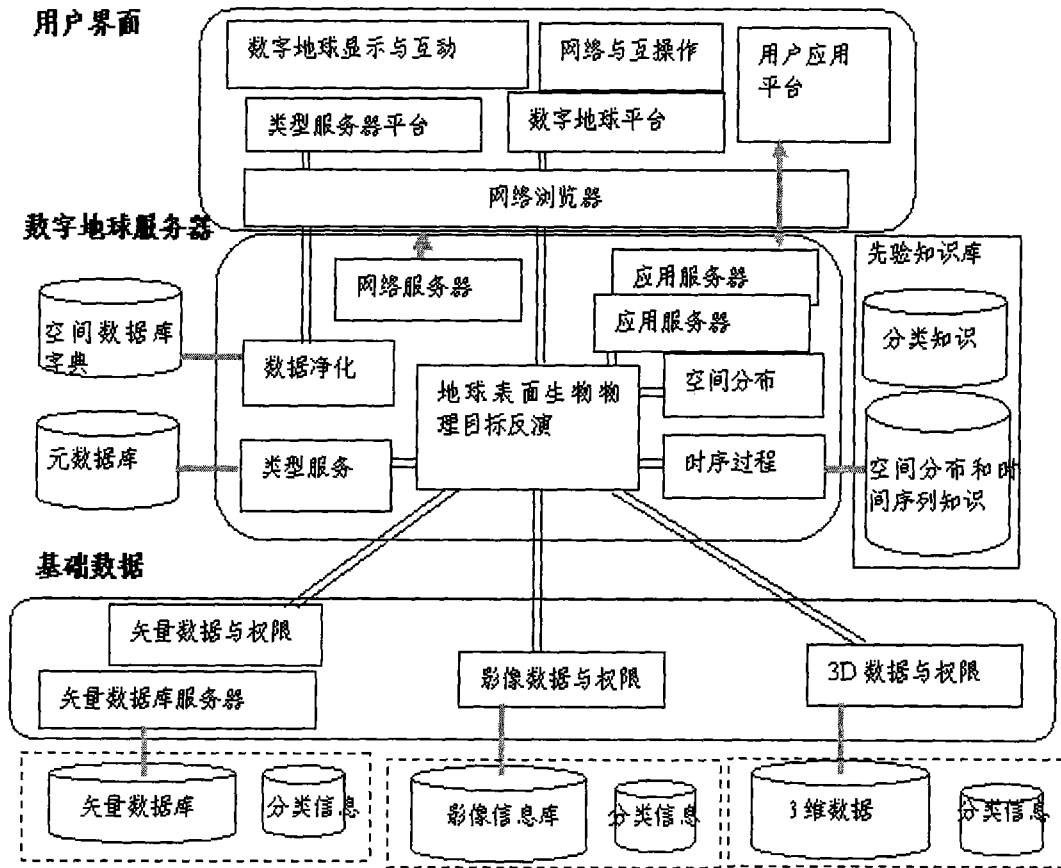 用户界面
数字地球显示与互动
网络与互操作
用户应用
平台
类型服务器平台
数字地球平台
网络浏览器
数字地球服务器
网络服务器
应用服务器
应用服务器
先验知识库
空间数据库
字典
数据净化
地球表面生物物
理目标反演
空间分布
分类知识
元数据库
类型服务
时序过程
空间分布和时
间序列知识
基础数据
矢量数据与权限
矢量数据库服务器
影像数据与权限
3D 数据与权限
矢量数据库
分类信息
影像信息库
分类信息
3维数据
分类信息